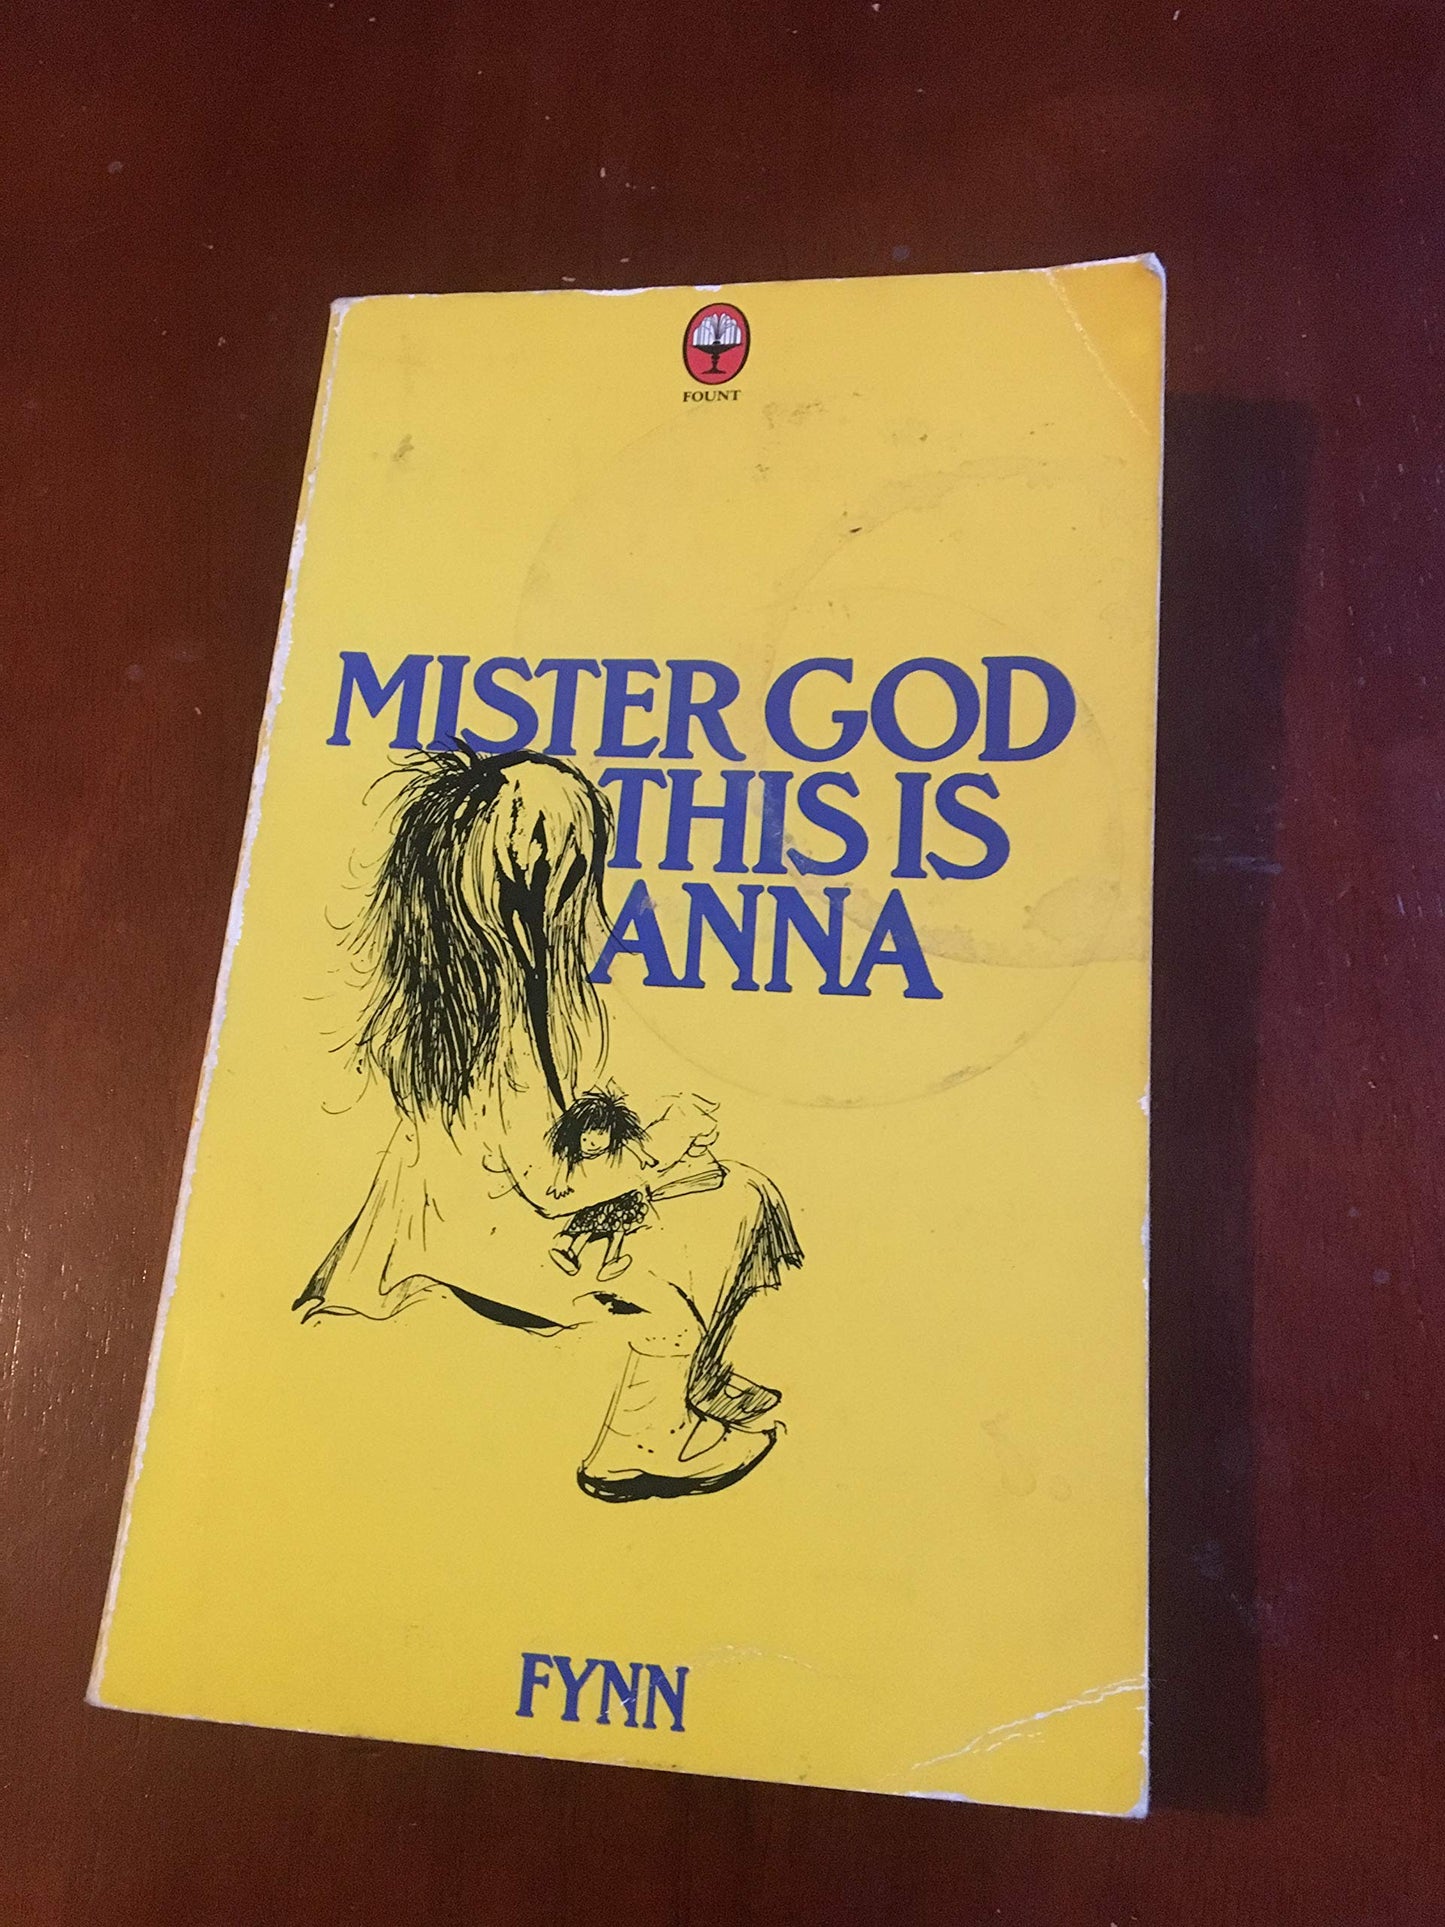 FOUNT
MISTER GOD
THIS IS
ANNA
FYNN